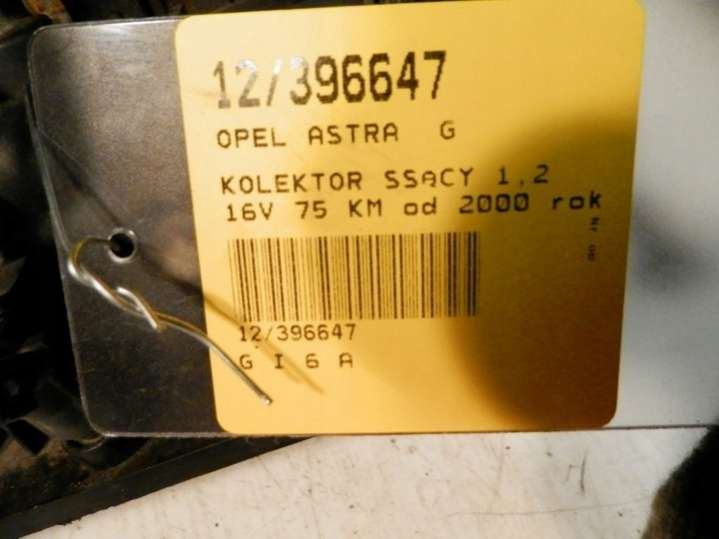 12/396647
OPEL ASTRA G
KOLEKTOR SSACY 1,2
16V 75 KM od 2000 rok
12/396647
G I 6 A